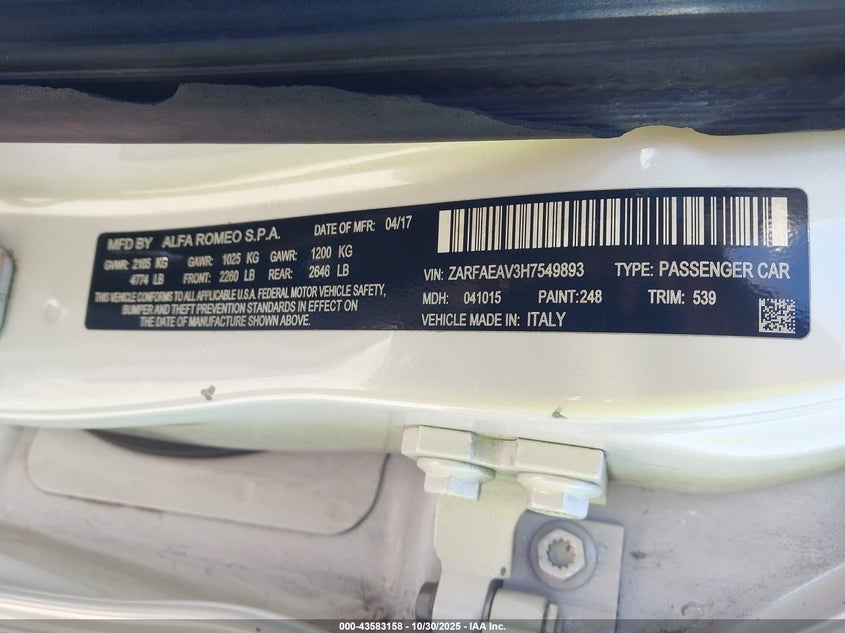 MFD BY ALFA ROMEO S.P.A. DATE OF MFR: 04/17
GVWR: 2165 KG GAWR: 1025 KG GAWR: 1200 KG
4774 LB FRONT: 2260 LB REAR: 2646 LB
THIS VEHICLE CONFORMS TO ALL APPLICABLE U.S.A. FEDERAL MOTOR VEHICLE SAFETY,
BUMPER AND THEFT PREVENTION STANDARDS IN EFFECT ON
THE DATE OF MANUFACTURE SHOWN ABOVE.
VIN: ZARFAEAV3H7549893 TYPE: PASSENGER CAR
MDH: 041015 PAINT: 248 TRIM: 539
VEHICLE MADE IN: ITALY
000-43583158 - 10/30/2025 - IAA Inc.